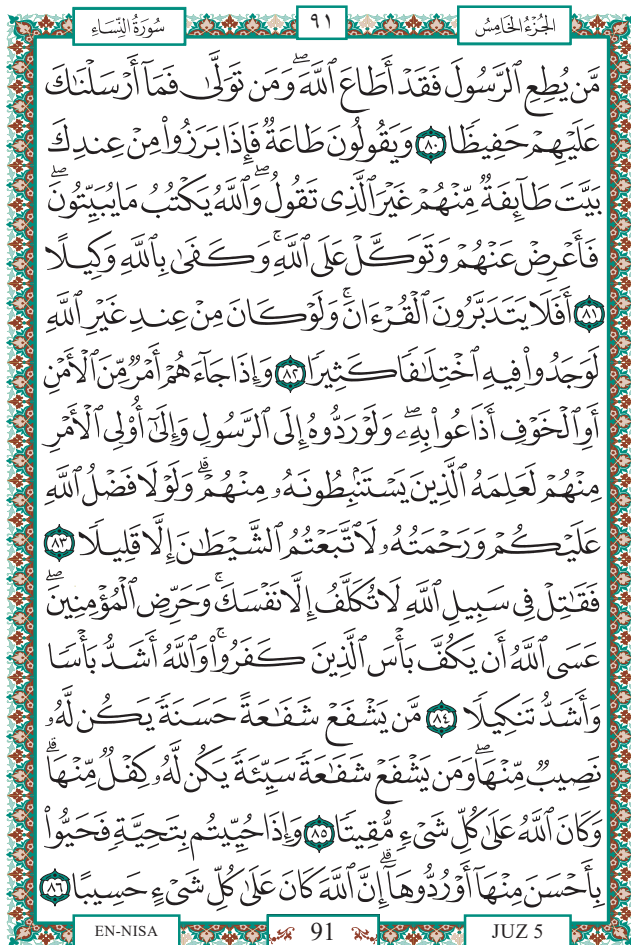 الجُزْءُ الخَامِسُ ٩١ سُورَةُ النِّسَاءِ
مَّن يُطِعِ ٱلرَّسُولَ فَقَدْ أَطَاعَ ٱللَّهَۖ وَمَن تَوَلَّىٰ فَمَآ أَرْسَلْنَٰكَ
عَلَيْهِمْ حَفِيظًا ٨٠ وَيَقُولُونَ طَاعَةٌ فَإِذَا بَرَزُوا۟ مِنْ عِندِكَ
بَيَّتَ طَآئِفَةٌ مِّنْهُمْ غَيْرَ ٱلَّذِى تَقُولُۖ وَٱللَّهُ يَكْتُبُ مَا يُبَيِّتُونَۖ
فَأَعْرِضْ عَنْهُمْ وَتَوَكَّلْ عَلَى ٱللَّهِۚ وَكَفَىٰ بِٱللَّهِ وَكِيلًا
٨١ أَفَلَا يَتَدَبَّرُونَ ٱلْقُرْءَانَۚ وَلَوْ كَانَ مِنْ عِندِ غَيْرِ ٱللَّهِ
لَوَجَدُوا۟ فِيهِ ٱخْتِلَٰفًا كَثِيرًا ٨٢ وَإِذَا جَآءَهُمْ أَمْرٌ مِّنَ ٱلْأَمْنِ
أَوِ ٱلْخَوْفِ أَذَاعُوا۟ بِهِۦۖ وَلَوْ رَدُّوهُ إِلَى ٱلرَّسُولِ وَإِلَىٰٓ أُو۟لِى ٱلْأَمْرِ
مِنْهُمْ لَعَلِمَهُ ٱلَّذِينَ يَسْتَنۢبِطُونَهُۥ مِنْهُمْۗ وَلَوْلَا فَضْلُ ٱللَّهِ
عَلَيْكُمْ وَرَحْمَتُهُۥ لَٱتَّبَعْتُمُ ٱلشَّيْطَٰنَ إِلَّا قَلِيلًا ٨٣
فَقَٰتِلْ فِى سَبِيلِ ٱللَّهِ لَا تُكَلَّفُ إِلَّا نَفْسَكَۚ وَحَرِّضِ ٱلْمُؤْمِنِينَۖ
عَسَى ٱللَّهُ أَن يَكُفَّ بَأْسَ ٱلَّذِينَ كَفَرُوا۟ۚ وَٱللَّهُ أَشَدُّ بَأْسًا
وَأَشَدُّ تَنكِيلًا ٨٤ مَّن يَشْفَعْ شَفَٰعَةً حَسَنَةً يَكُن لَّهُۥ
نَصِيبٌ مِّنْهَاۖ وَمَن يَشْفَعْ شَفَٰعَةً سَيِّئَةً يَكُن لَّهُۥ كِفْلٌ مِّنْهَاۗ
وَكَانَ ٱللَّهُ عَلَىٰ كُلِّ شَىْءٍ مُّقِيتًا ٨٥ وَإِذَا حُيِّيتُم بِتَحِيَّةٍ فَحَيُّوا۟
بِأَحْسَنَ مِنْهَآ أَوْ رُدُّوهَآۗ إِنَّ ٱللَّهَ كَانَ عَلَىٰ كُلِّ شَىْءٍ حَسِيبًا ٨٦
EN-NISA 91 JUZ 5